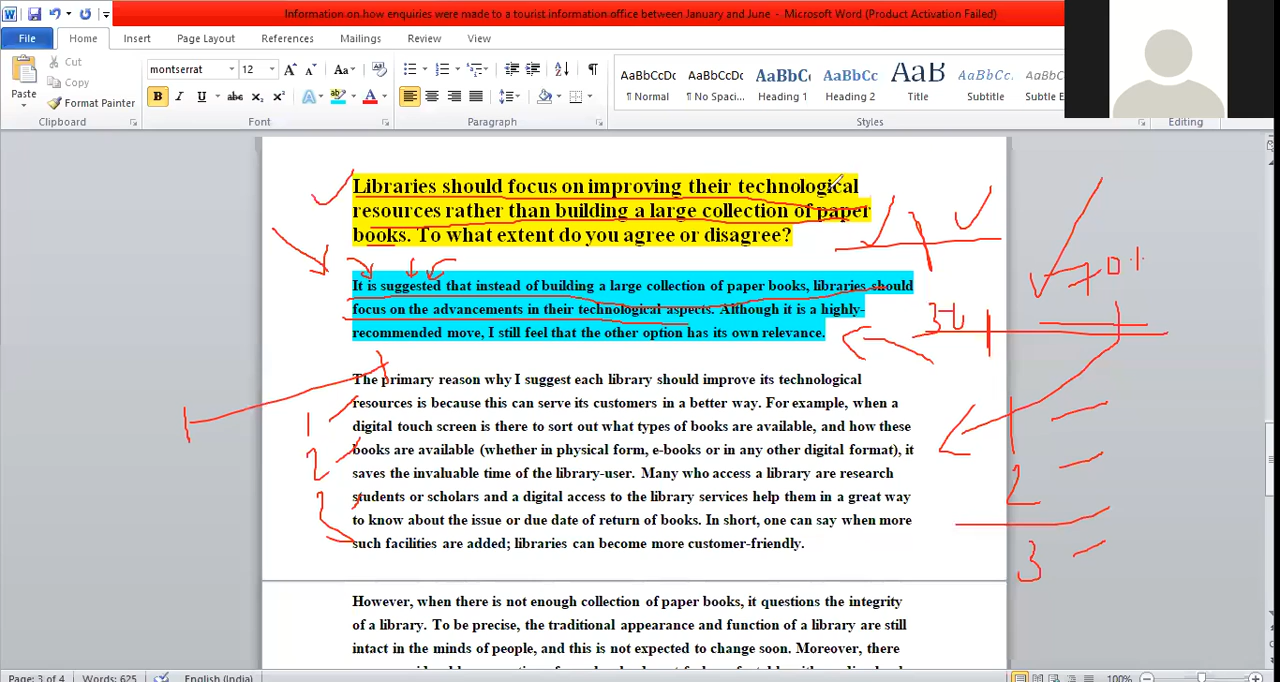 Information on how enquiries were made to a tourist information office between January and June - Microsoft Word (Product Activation Failed)
File Home Insert Page Layout References Mailings Review View
Paste
Cut
Copy
Format Painter
Clipboard
montserrat 12
Font
Paragraph
AaBbCcDc AaBbCcDc AaBbCc AaBbCc AaB AaBbCc. AaBbCc
¶ Normal ¶ No Spaci... Heading 1 Heading 2 Title Subtitle Subtle E
Styles
Editing
Libraries should focus on improving their technological
resources rather than building a large collection of paper
books. To what extent do you agree or disagree?
It is suggested that instead of building a large collection of paper books, libraries should
focus on the advancements in their technological aspects. Although it is a highly-
recommended move, I still feel that the other option has its own relevance.
The primary reason why I suggest each library should improve its technological
resources is because this can serve its customers in a better way. For example, when a
digital touch screen is there to sort out what types of books are available, and how these
books are available (whether in physical form, e-books or in any other digital format), it
saves the invaluable time of the library-user. Many who access a library are research
students or scholars and a digital access to the library services help them in a great way
to know about the issue or due date of return of books. In short, one can say when more
such facilities are added; libraries can become more customer-friendly.
However, when there is not enough collection of paper books, it questions the integrity
of a library. To be precise, the traditional appearance and function of a library are still
intact in the minds of people, and this is not expected to change soon. Moreover, there
1
2
3
1
2
3
Page: 3 of 4 Words: 625 English (India) 100%